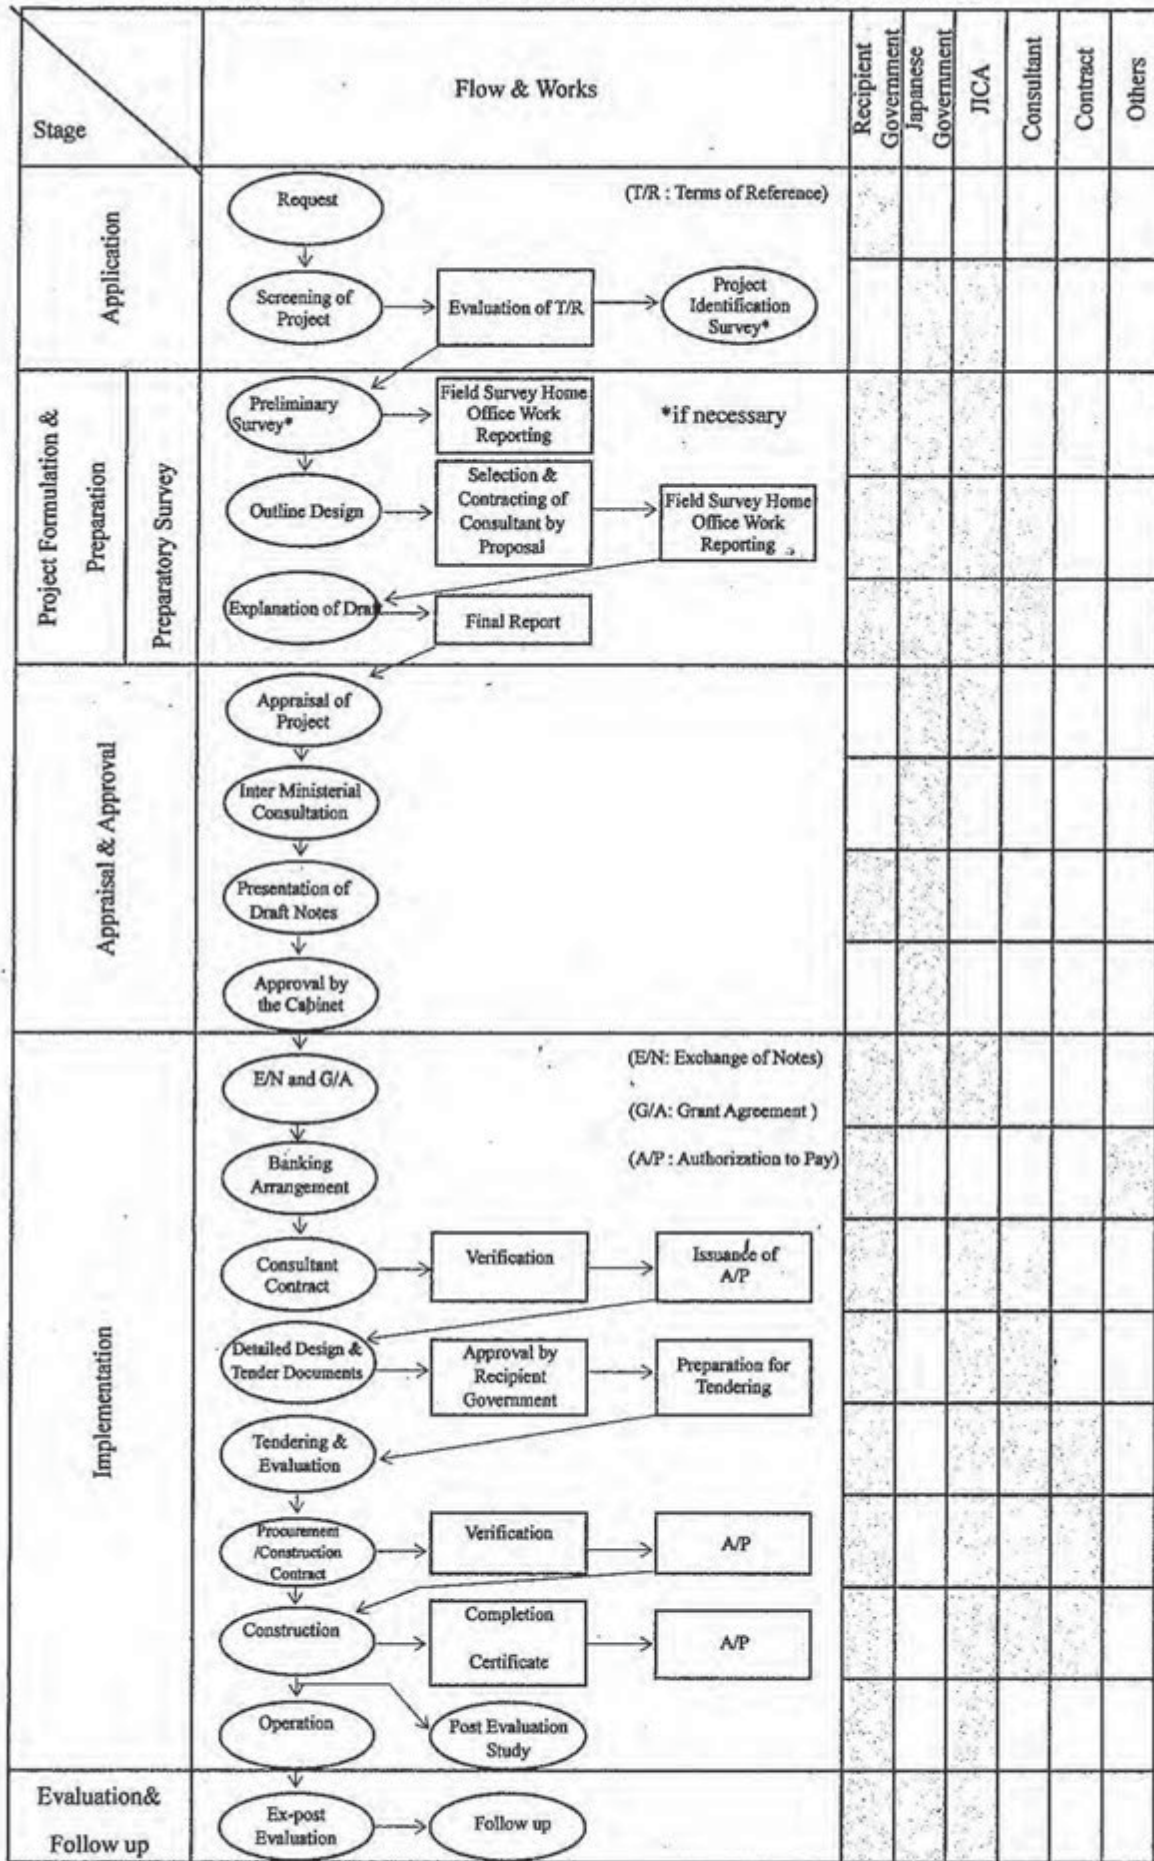 Stage
Flow & Works
Recipient
Government
Japanese
Government
JICA
Consultant
Contract
Others
Application
Request
(T/R : Terms of Reference)
Screening of
Project
Evaluation of T/R
Project
Identification
Survey*
Project Formulation &
Preparation
Preparatory Survey
Preliminary
Survey*
Field Survey Home
Office Work
Reporting
*if necessary
Outline Design
Selection &
Contracting of
Consultant by
Proposal
Field Survey Home
Office Work
Reporting
Explanation of Draft
Final Report
Appraisal & Approval
Appraisal of
Project
Inter Ministerial
Consultation
Presentation of
Draft Notes
Approval by
the Cabinet
Implementation
E/N and G/A
(E/N: Exchange of Notes)
(G/A: Grant Agreement )
(A/P : Authorization to Pay)
Banking
Arrangement
Consultant
Contract
Verification
Issuance of
A/P
Detailed Design &
Tender Documents
Approval by
Recipient
Government
Preparation for
Tendering
Tendering &
Evaluation
Procurement
/Construction
Contract
Verification
A/P
Construction
Completion
Certificate
A/P
Operation
Post Evaluation
Study
Evaluation&
Follow up
Ex-post
Evaluation
Follow up